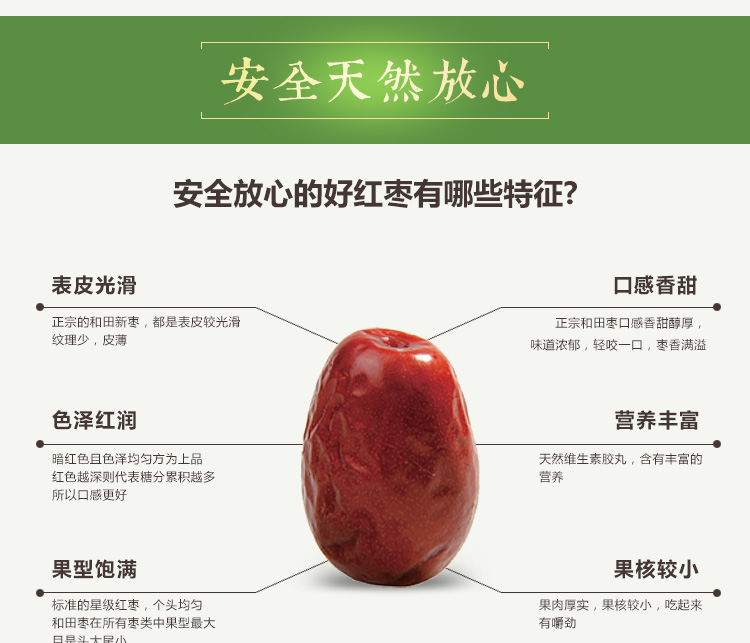 安全天然放心
安全放心的好红枣有哪些特征?
表皮光滑
正宗的和田新枣，都是表皮较光滑
纹理少，皮薄
口感香甜
正宗和田枣口感香甜醇厚，
味道浓郁，轻咬一口，枣香满溢
色泽红润
暗红色且色泽均匀方为上品
红色越深则代表糖分累积越多
所以口感更好
营养丰富
天然维生素胶丸，含有丰富的
营养
果型饱满
标准的星级红枣，个头均匀
和田枣在所有枣类中果型最大
且是头大尾小
果核较小
果肉厚实，果核较小，吃起来
有嚼劲